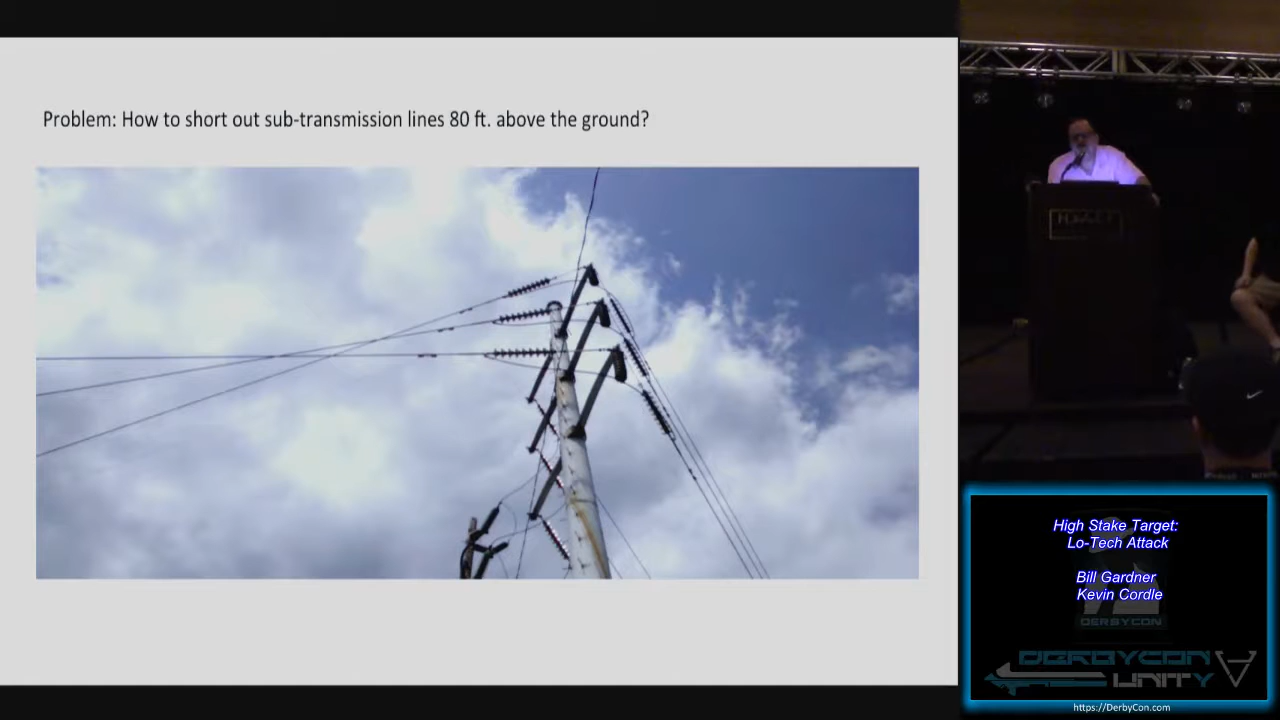 Problem: How to short out sub-transmission lines 80 ft. above the ground?
HYATT
High Stake Target:
Lo-Tech Attack
Bill Gardner
Kevin Cordle
DERBYCON
DERBYCON
UNITY
https://DerbyCon.com